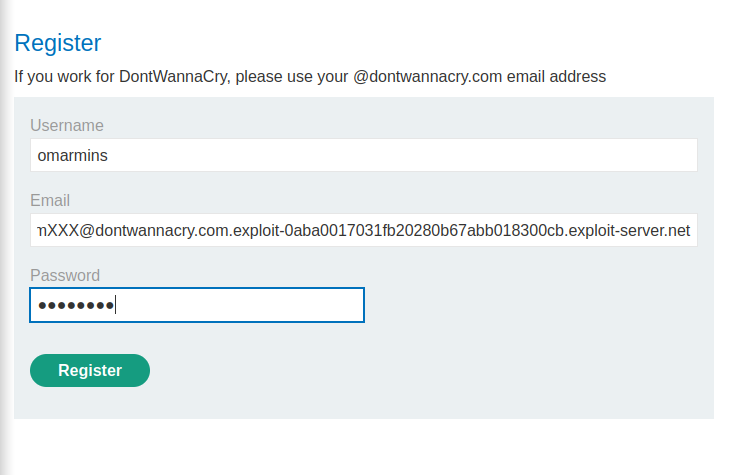 Register
If you work for DontWannaCry, please use your @dontwannacry.com email address
Username
omarmins
Email
mXXX@dontwannacry.com.exploit-0aba0017031fb20280b67abb018300cb.exploit-server.net
Password
●●●●●●●●
Register